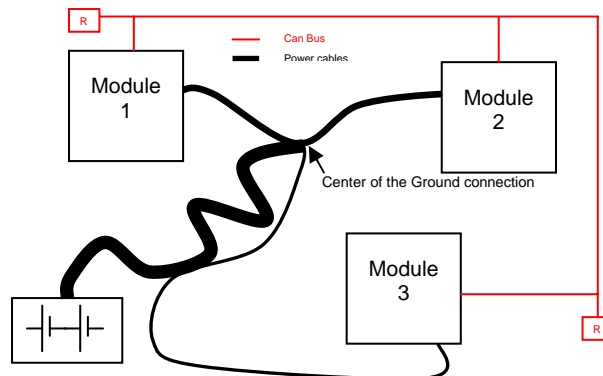 R
Can Bus
Power cables
Module
1
Module
2
Center of the Ground connection
Module
3
R